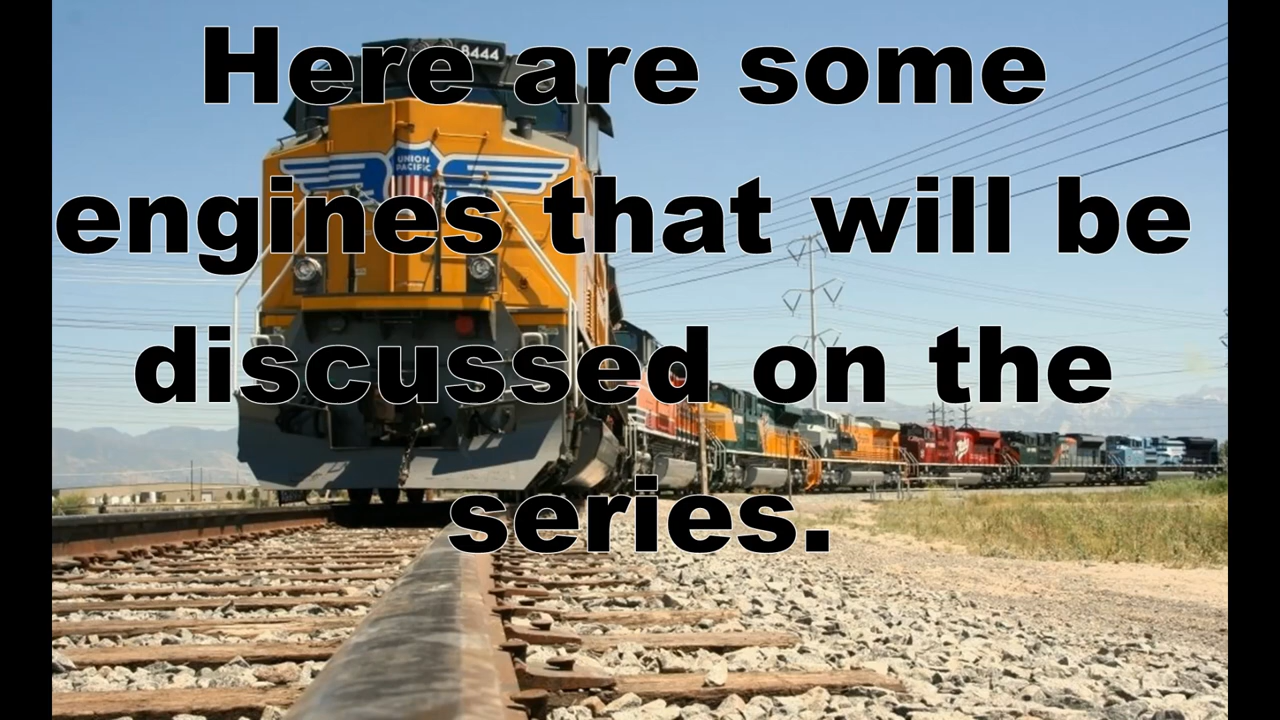 8444
Here are some
UNION
PACIFIC
engines that will be
discussed on the
series.